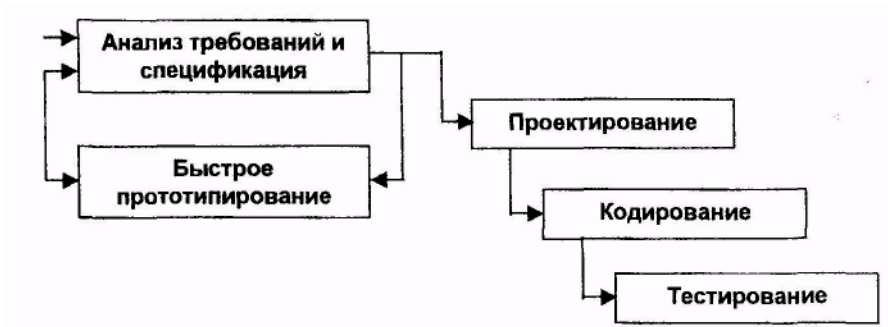 Анализ требований и
спецификация
Быстрое
прототипирование
Проектирование
Кодирование
Тестирование